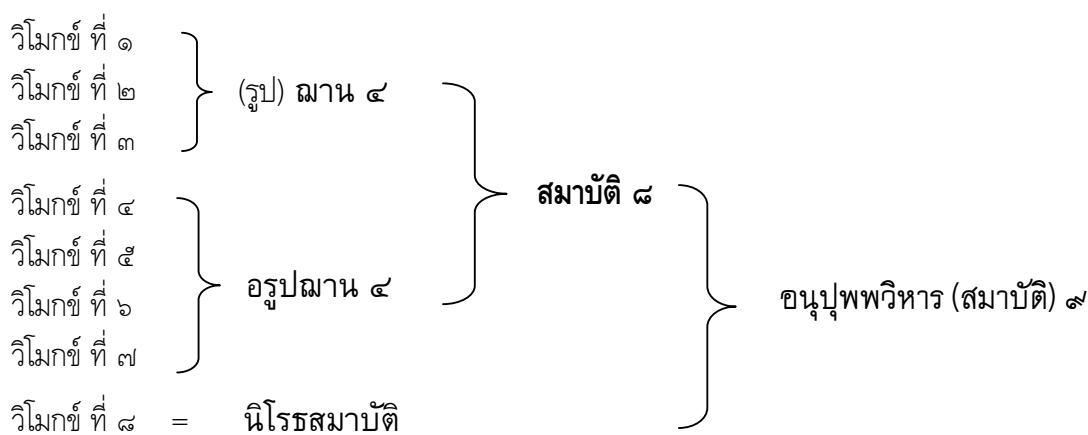 วิโมกข์ ที่ ๑
วิโมกข์ ที่ ๒ (รูป) ฌาน ๔
วิโมกข์ ที่ ๓
สมาบัติ ๘
วิโมกข์ ที่ ๔
วิโมกข์ ที่ ๕
อรูปฌาน ๔
วิโมกข์ ที่ ๖
อนุปุพพวิหาร (สมาบัติ) ๙
วิโมกข์ ที่ ๗
วิโมกข์ ที่ ๘ = นิโรธสมาบัติ